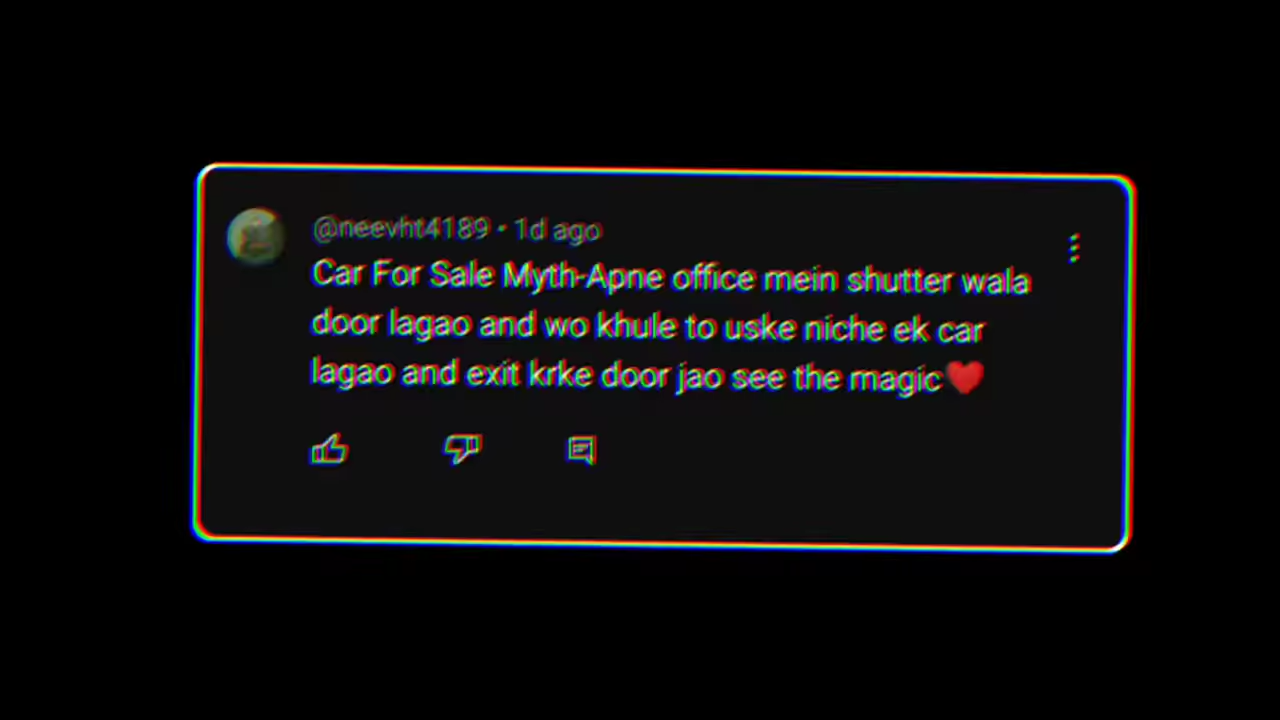 @neevht4189 • 1d ago
Car For Sale Myth-Apne office mein shutter wala
door lagao and wo khule to uske niche ek car
lagao and exit krke door jao see the magic❤️